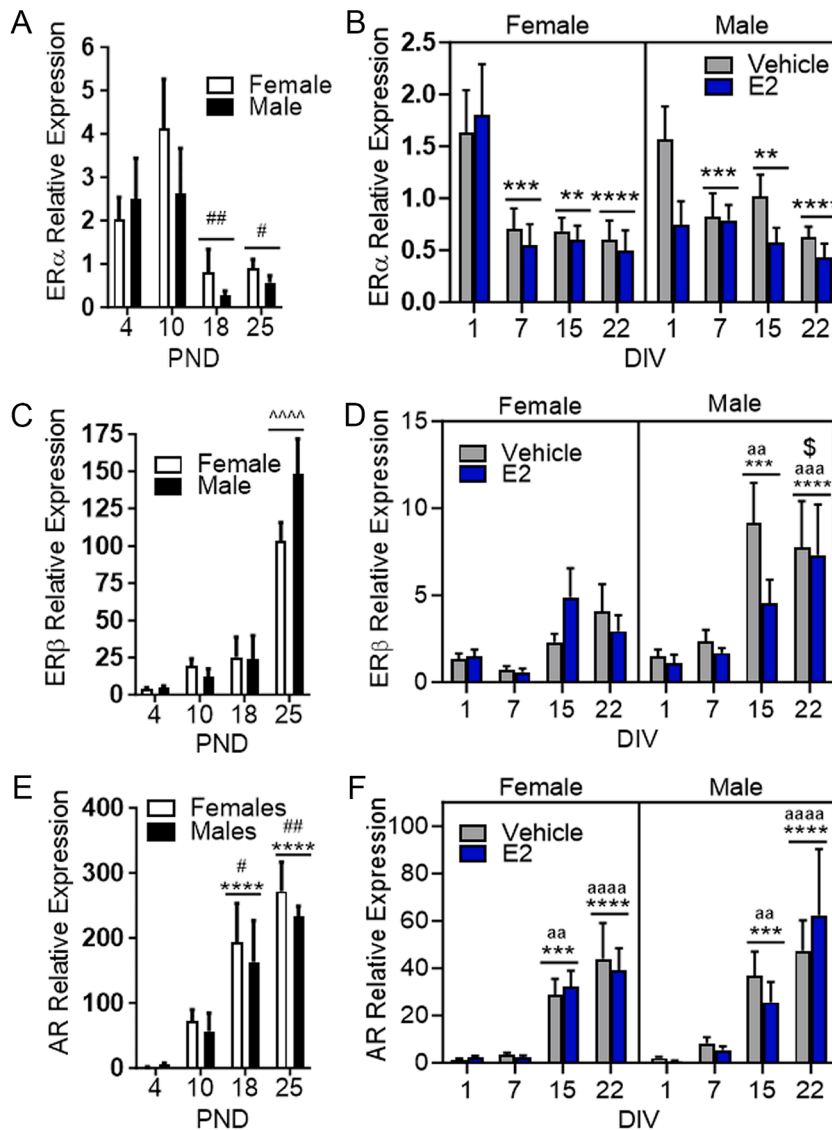 A
ERα Relative Expression
6
5
4
3
2
1
0
Female
Male
##
#
4 10 18 25
PND
B
Female Male
ERα Relative Expression
2.5
2.0
1.5
1.0
0.5
0.0
Vehicle
E2
*** ** **** *** ** ****
1 7 15 22 1 7 15 22
DIV
C
ERβ Relative Expression
175
150
125
100
75
50
25
0
Female
Male
^^^^
4 10 18 25
PND
D
Female Male
ERβ Relative Expression
15
10
5
0
Vehicle
E2
aa
***
$
aaa
****
1 7 15 22 1 7 15 22
DIV
E
AR Relative Expression
400
300
200
100
0
Females
Males
#
****
##
****
4 10 18 25
PND
F
Female Male
AR Relative Expression
100
80
60
40
20
0
Vehicle
E2
aa
***
aaaa
****
aa
***
aaaa
****
1 7 15 22 1 7 15 22
DIV